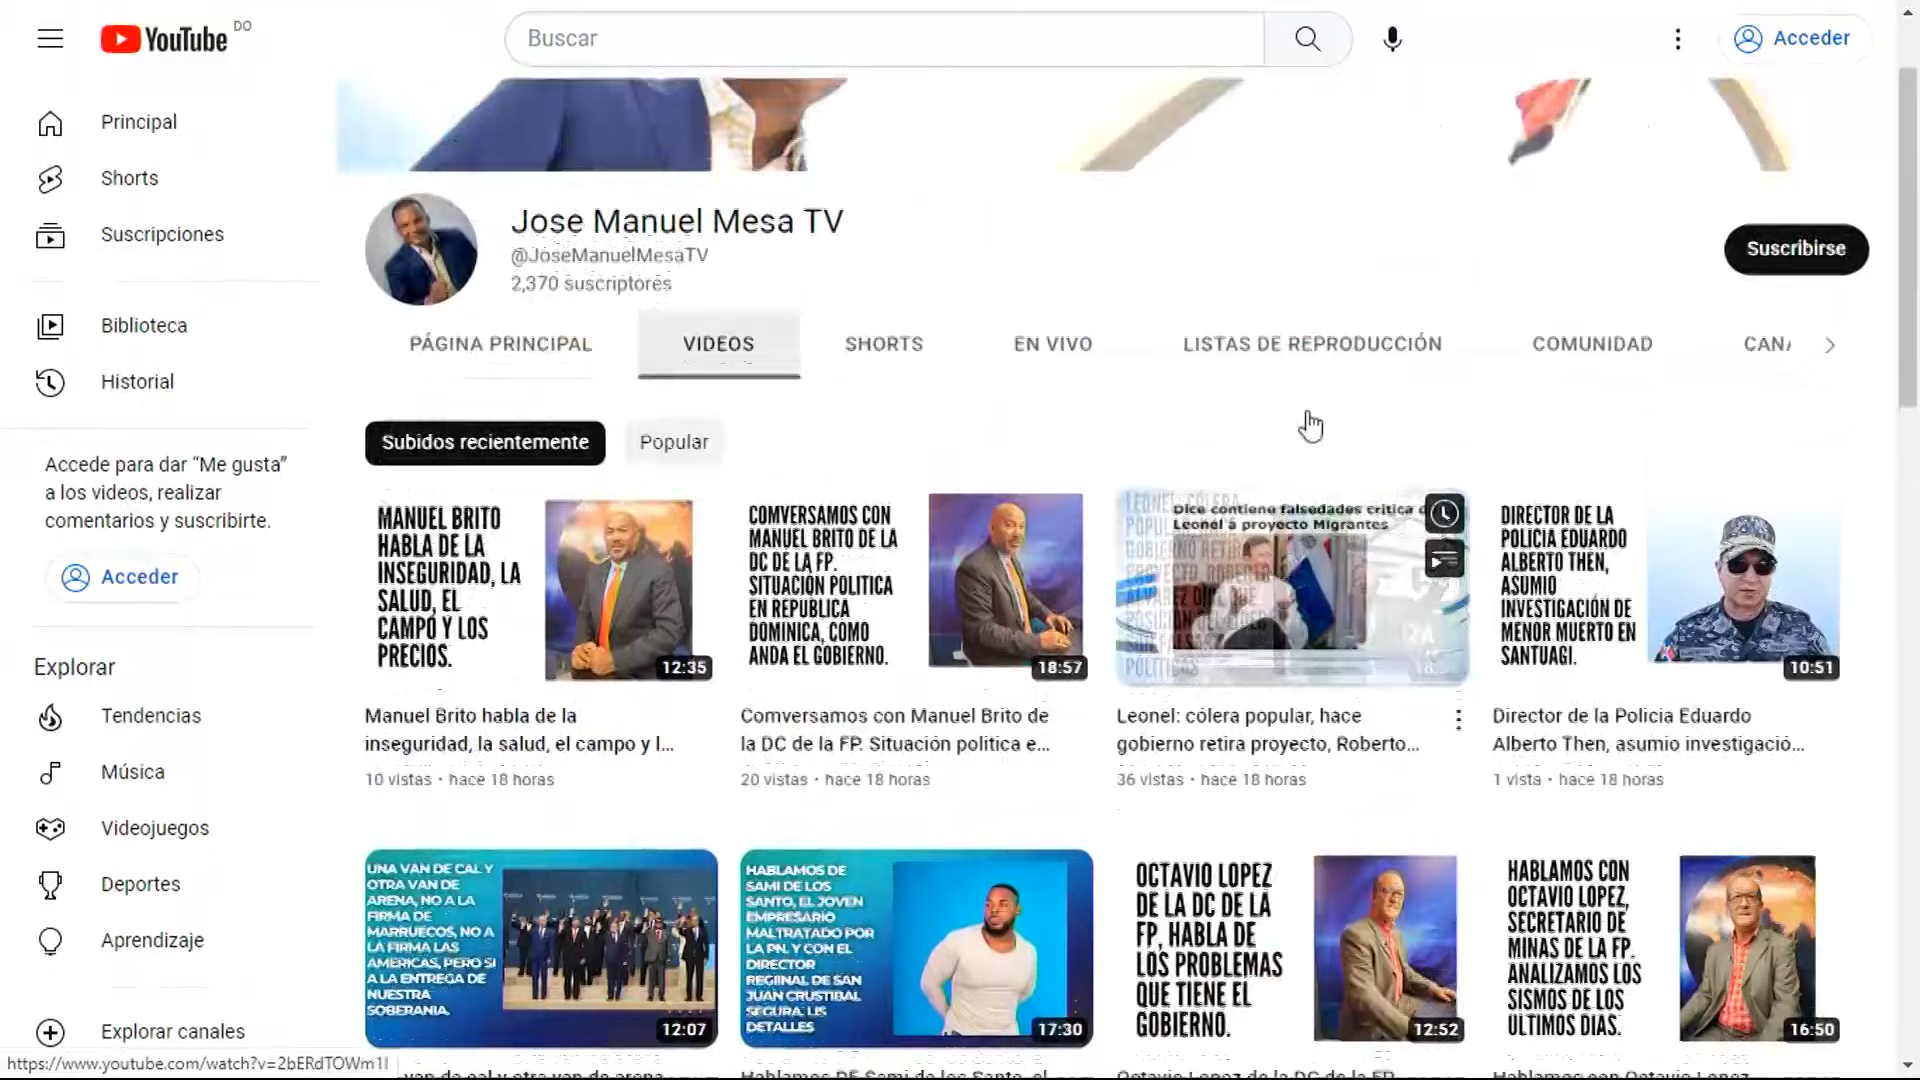 YouTube DO
Buscar
Acceder
Principal
Shorts
Suscripciones
Biblioteca
Historial
Accede para dar “Me gusta”
a los videos, realizar
comentarios y suscribirte.
Acceder
Explorar
Tendencias
Música
Videojuegos
Deportes
Aprendizaje
Explorar canales
Jose Manuel Mesa TV
@JoseManuelMesaTV
2,370 suscriptores
Suscribirse
PÁGINA PRINCIPAL
VIDEOS
SHORTS
EN VIVO
LISTAS DE REPRODUCCIÓN
COMUNIDAD
Subidos recientemente
Popular
MANUEL BRITO
HABLA DE LA
INSEGURIDAD, LA
SALUD, EL
CAMPO Y LOS
PRECIOS.
12:35
Manuel Brito habla de la
inseguridad, la salud, el campo y l...
10 vistas • hace 18 horas
COMVERSAMOS CON
MANUEL BRITO DE LA
DC DE LA FP.
SITUACIÓN POLITICA
EN REPUBLICA
DOMINICA, COMO
ANDA EL GOBIERNO.
18:57
Comversamos con Manuel Brito de
la DC de la FP. Situación politica e...
20 vistas • hace 18 horas
Dice contiene falsedades critica
Leonel a proyecto Migrantes
Leonel: cólera popular, hace
gobierno retira proyecto, Roberto...
36 vistas • hace 18 horas
DIRECTOR DE LA
POLICIA EDUARDO
ALBERTO THEN,
ASUMIO
INVESTIGACIÓN DE
MENOR MUERTO EN
SANTUAGI.
10:51
Director de la Policia Eduardo
Alberto Then, asumio investigació...
1 vista • hace 18 horas
UNA VAN DE CAL Y
OTRA VAN DE
ARENA, NO A LA
FIRMA DE
MARRUECOS, NO A
LA FIRMA LAS
AMERICAS, PERO SI
A LA ENTREGA DE
NUESTRA
SOBERANIA.
12:07
HABLAMOS DE
SAMI DE LOS
SANTO, EL JOVEN
EMPRESARIO
MALTRATADO POR
LA PN. Y CON EL
DIRECTOR
REGIINAL DE SAN
JUAN CRUSTIBAL
SEGURA. LIS
DETALLES
17:30
OCTAVIO LOPEZ
DE LA DC DE LA
FP, HABLA DE
LOS PROBLEMAS
QUE TIENE EL
GOBIERNO.
12:52
HABLAMOS CON
OCTAVIO LOPEZ,
SECRETARIO DE
MINAS DE LA FP.
ANALIZAMOS LOS
SISMOS DE LOS
ULTIMOS DIAS.
16:50
https://www.youtube.com/watch?v=2bERdTOWm1I